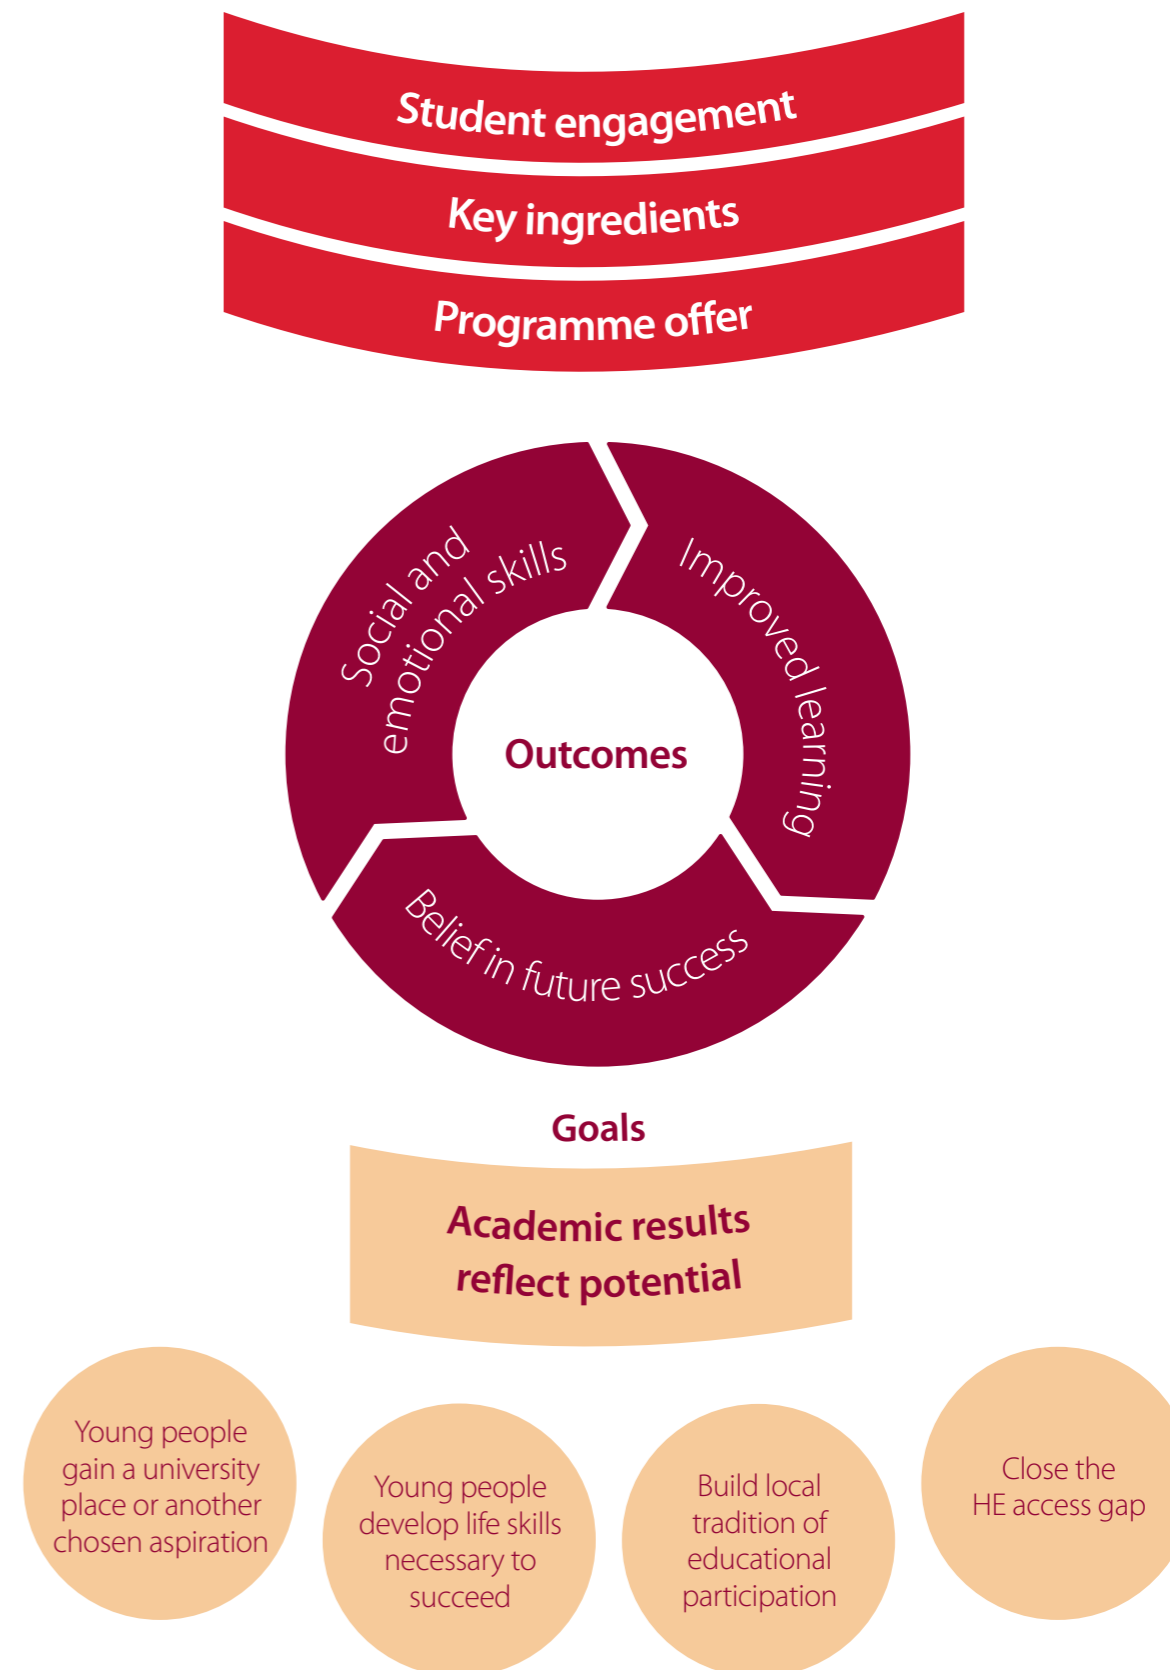 Student engagement
Key ingredients
Programme offer
Social and
emotional skills
Improved learning
Outcomes
Belief in future success
Goals
Academic results
reflect potential
Young people
gain a university
place or another
chosen aspiration
Young people
develop life skills
necessary to
succeed
Build local
tradition of
educational
participation
Close the
HE access gap